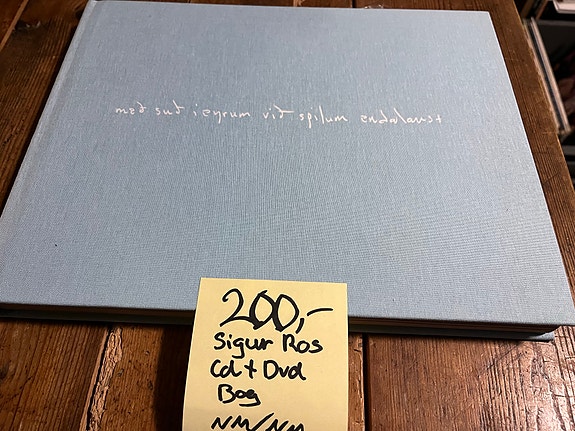 með suð í eyrum við spilum endalaust
200,-
Sigur Ros
Cd + Dvd
Bog
NM/NM